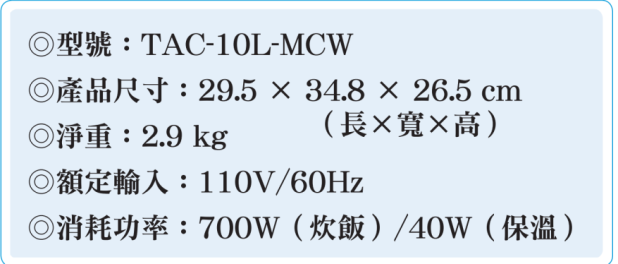 ◎型號：TAC-10L-MCW
◎產品尺寸：29.5 × 34.8 × 26.5 cm
（長×寬×高）
◎淨重：2.9 kg
◎額定輸入：110V/60Hz
◎消耗功率：700W（炊飯）/40W（保溫）